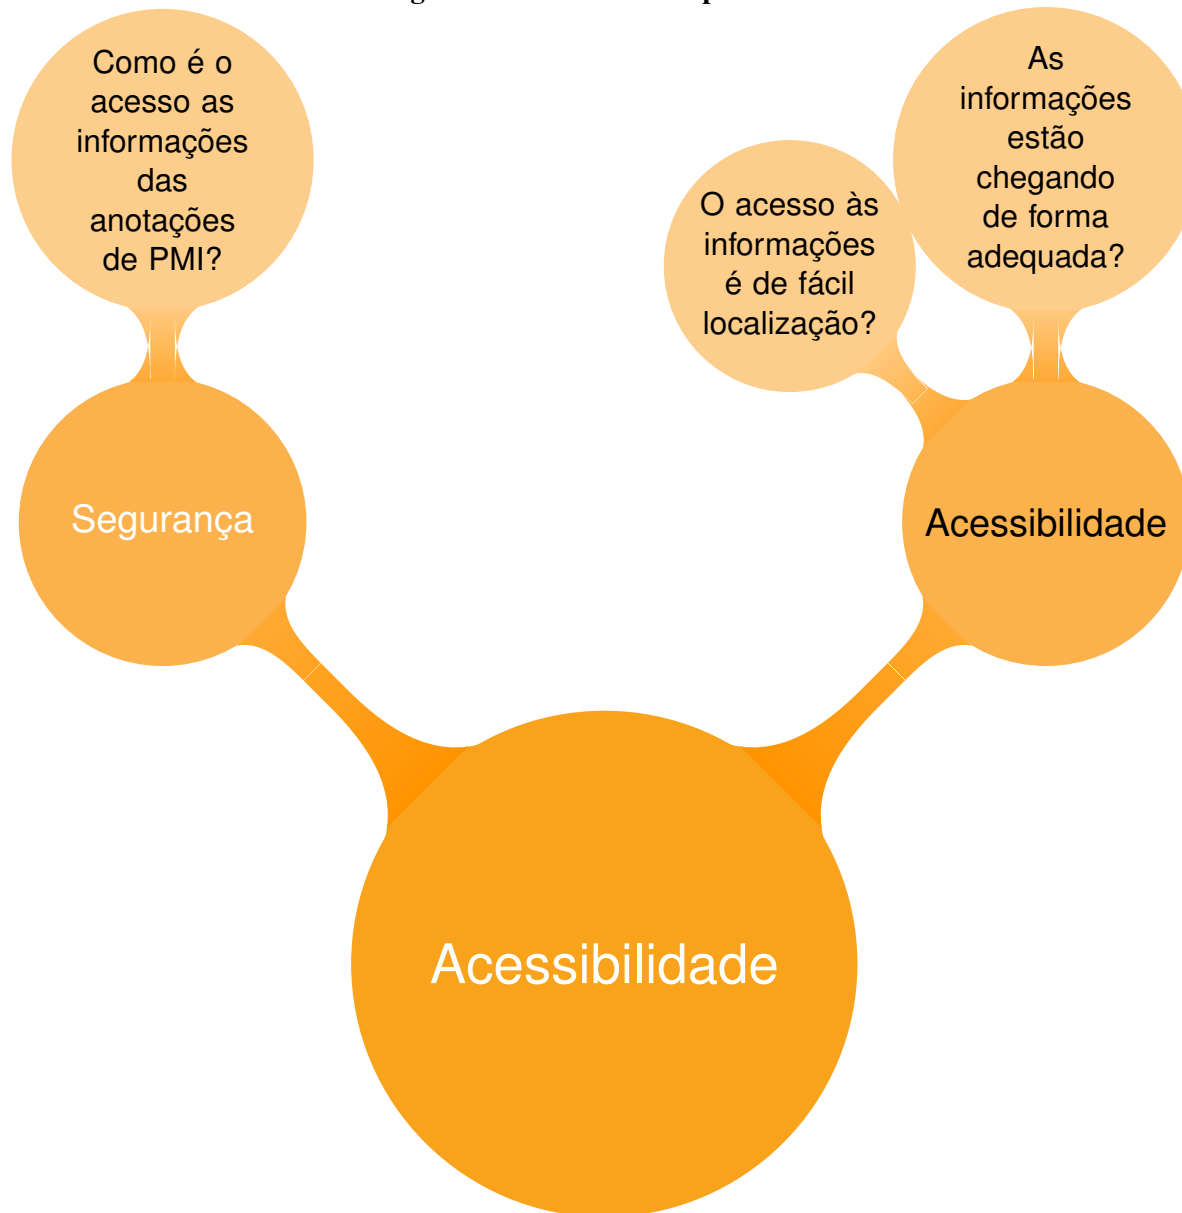 Como é o
acesso as
informações
das
anotações
de PMI?
As
informações
estão
chegando
de forma
adequada?
O acesso às
informações
é de fácil
localização?
Segurança
Acessibilidade
Acessibilidade